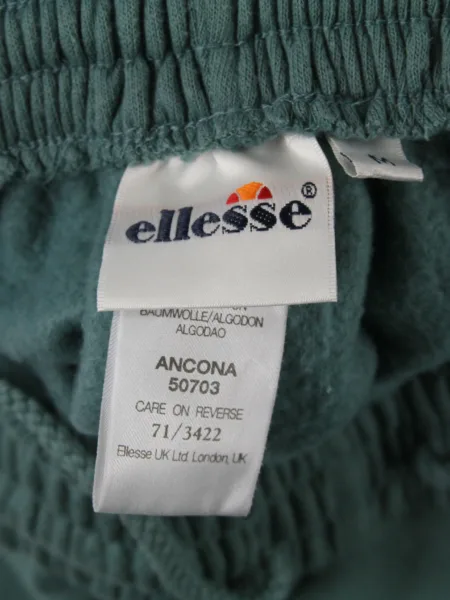 ellesse®
BAUMWOLLE/ALGODON
ALGODAO
ANCONA
50703
CARE ON REVERSE
71/3422
Ellesse UK Ltd. London, UK